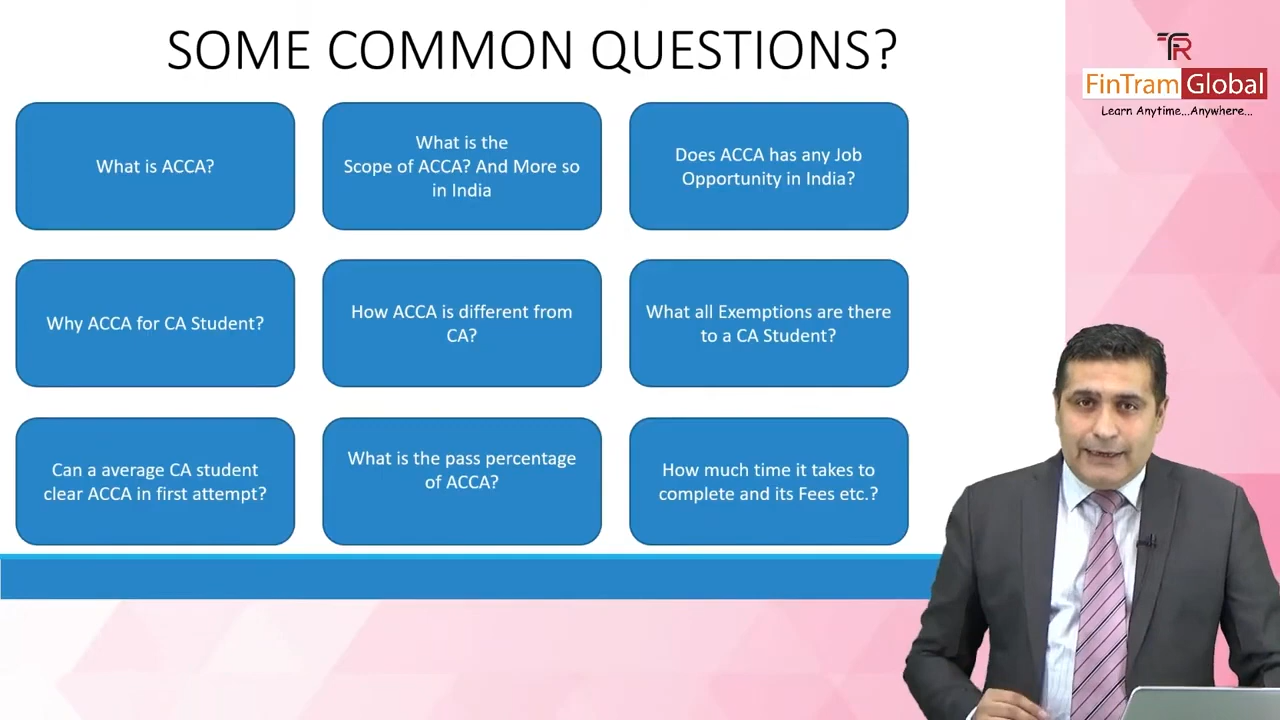 SOME COMMON QUESTIONS?
TR
FinTram Global
Learn Anytime...Anywhere...
What is ACCA?
What is the
Scope of ACCA? And More so
in India
Does ACCA has any Job
Opportunity in India?
Why ACCA for CA Student?
How ACCA is different from
CA?
What all Exemptions are there
to a CA Student?
Can a average CA student
clear ACCA in first attempt?
What is the pass percentage
of ACCA?
How much time it takes to
complete and its Fees etc.?